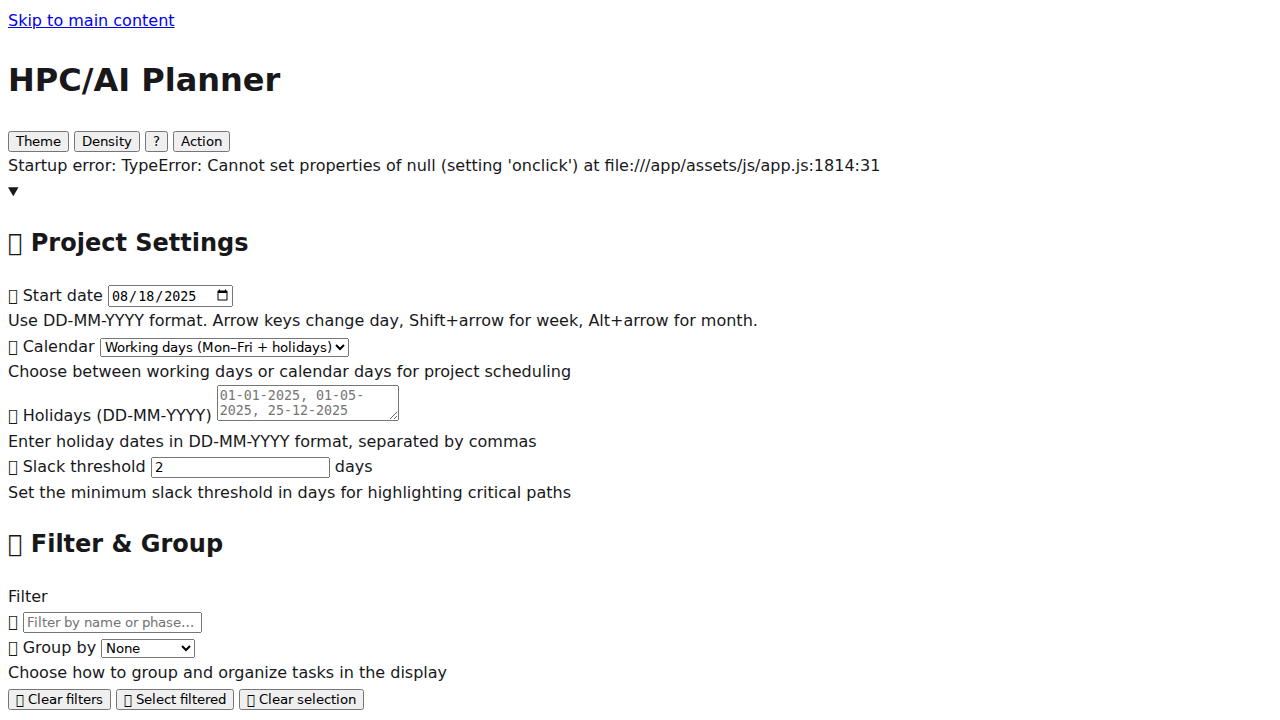 Skip to main content
HPC/AI Planner
Theme Density ? Action
Startup error: TypeError: Cannot set properties of null (setting 'onclick') at file:///app/assets/js/app.js:1814:31
Project Settings
Start date 08/18/2025
Use DD-MM-YYYY format. Arrow keys change day, Shift+arrow for week, Alt+arrow for month.
Calendar Working days (Mon–Fri + holidays)
Choose between working days or calendar days for project scheduling
Holidays (DD-MM-YYYY) 01-01-2025, 01-05-
2025, 25-12-2025
Enter holiday dates in DD-MM-YYYY format, separated by commas
Slack threshold 2 days
Set the minimum slack threshold in days for highlighting critical paths
Filter & Group
Filter
Filter by name or phase...
Group by None
Choose how to group and organize tasks in the display
Clear filters Select filtered Clear selection